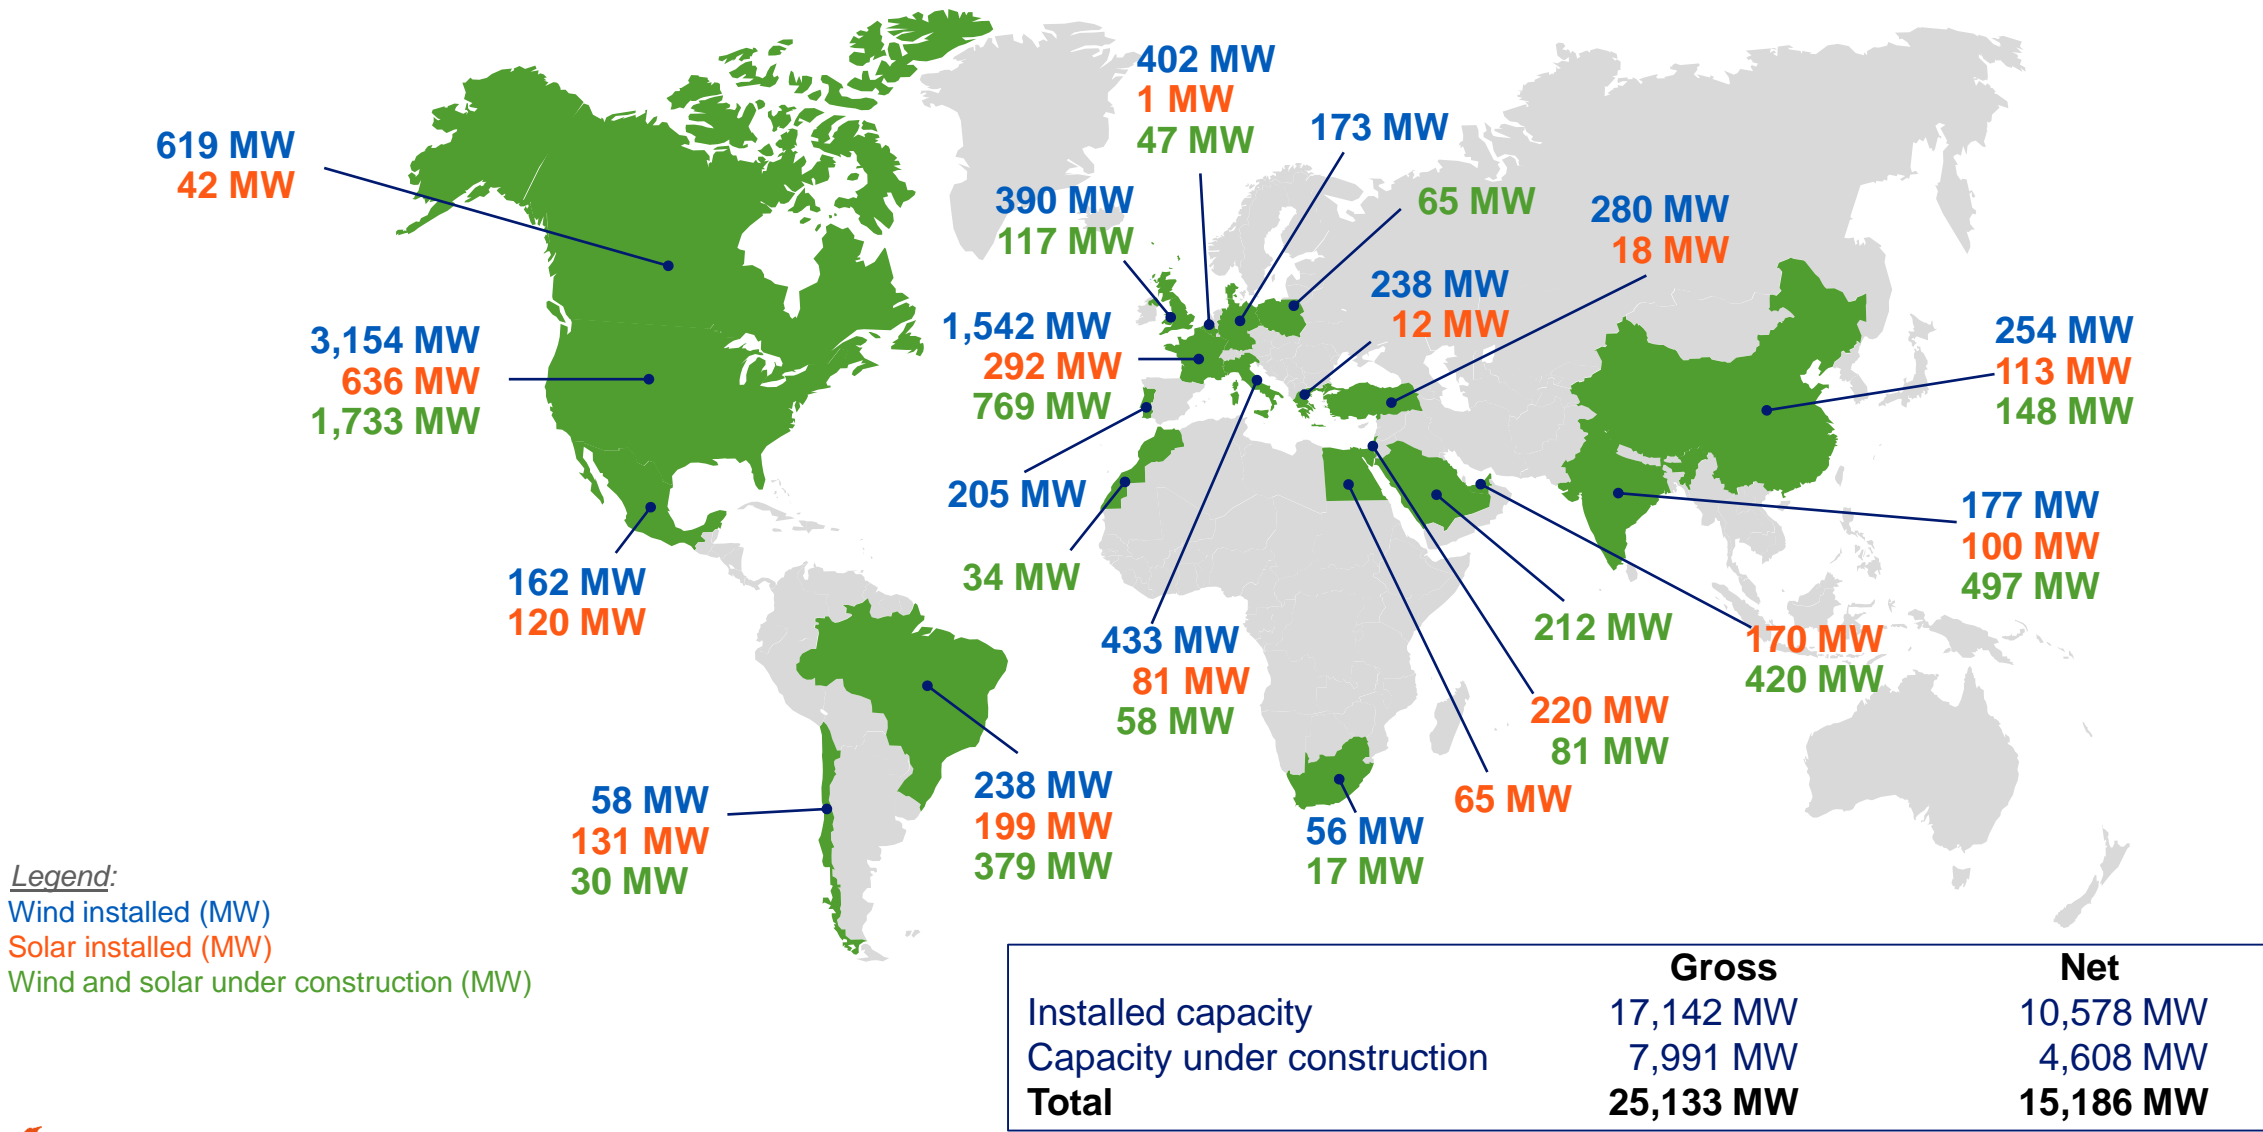 402 MW
1 MW
47 MW
173 MW
619 MW
42 MW
390 MW
117 MW
65 MW
280 MW
18 MW
238 MW
12 MW
3,154 MW
636 MW
1,733 MW
1,542 MW
292 MW
769 MW
254 MW
113 MW
148 MW
205 MW
177 MW
100 MW
497 MW
162 MW
120 MW
34 MW
433 MW
81 MW
58 MW
212 MW
170 MW
420 MW
220 MW
81 MW
65 MW
58 MW
131 MW
30 MW
238 MW
199 MW
379 MW
56 MW
17 MW
Legend:
Wind installed (MW)
Solar installed (MW)
Wind and solar under construction (MW)
Gross Net
Installed capacity 17,142 MW 10,578 MW
Capacity under construction 7,991 MW 4,608 MW
Total 25,133 MW 15,186 MW